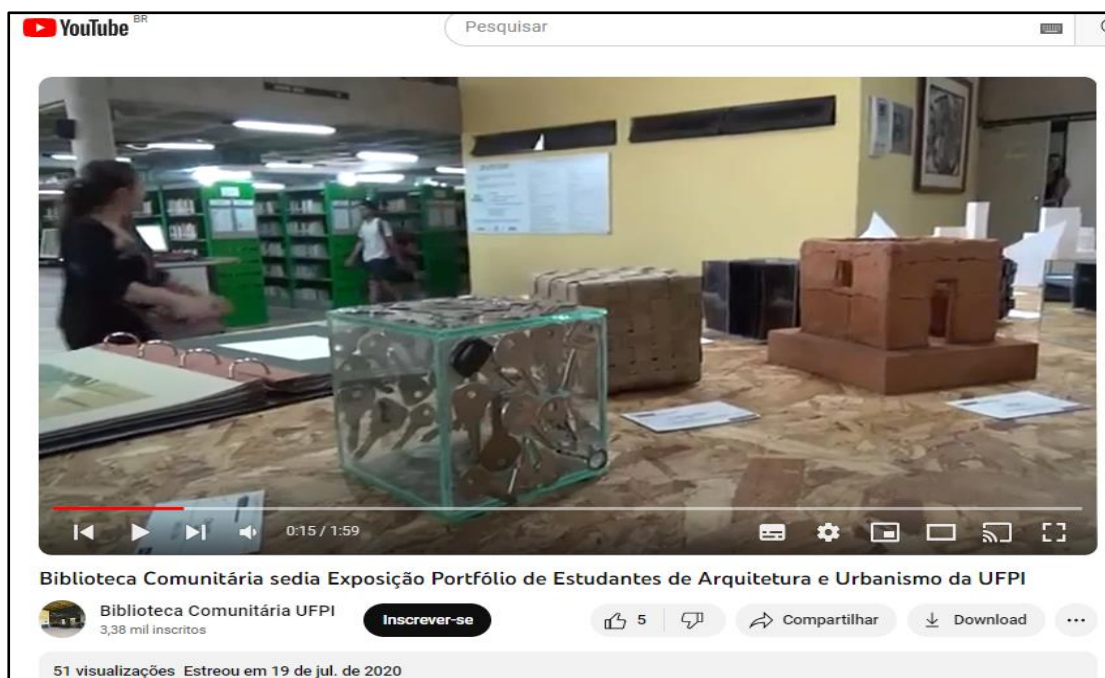 YouTube BR
Pesquisar
0:15 / 1:59
Biblioteca Comunitária sedia Exposição Portfólio de Estudantes de Arquitetura e Urbanismo da UFPI
Biblioteca Comunitária UFPI
3,38 mil inscritos
Inscrever-se
5
Compartilhar
Download
51 visualizações Estreou em 19 de jul. de 2020